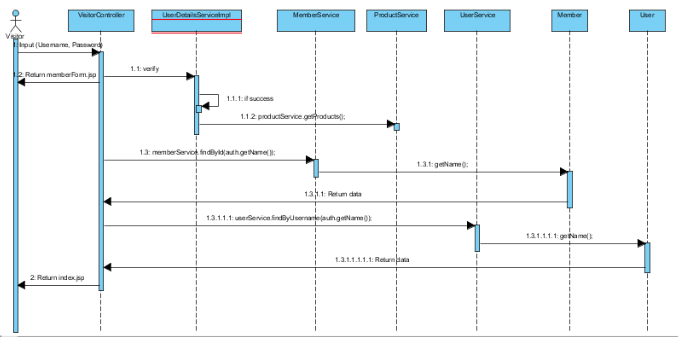 VisitorController
UserDetailsServiceImpl
MemberService
ProductService
UserService
Member
User
Visitor
1: Input (Username, Password)
1.2: Return memberForm.jsp
1.1: verify
1.1.1: if success
1.1.2: productService.getProducts();
1.3: memberService.findById(auth.getName());
1.3.1: getName();
1.3.1.1: Return data
1.3.1.1.1: userService.findByUsername(auth.getName());
1.3.1.1.1.1: getName();
1.3.1.1.1.1.1: Return data
2: Return index.jsp